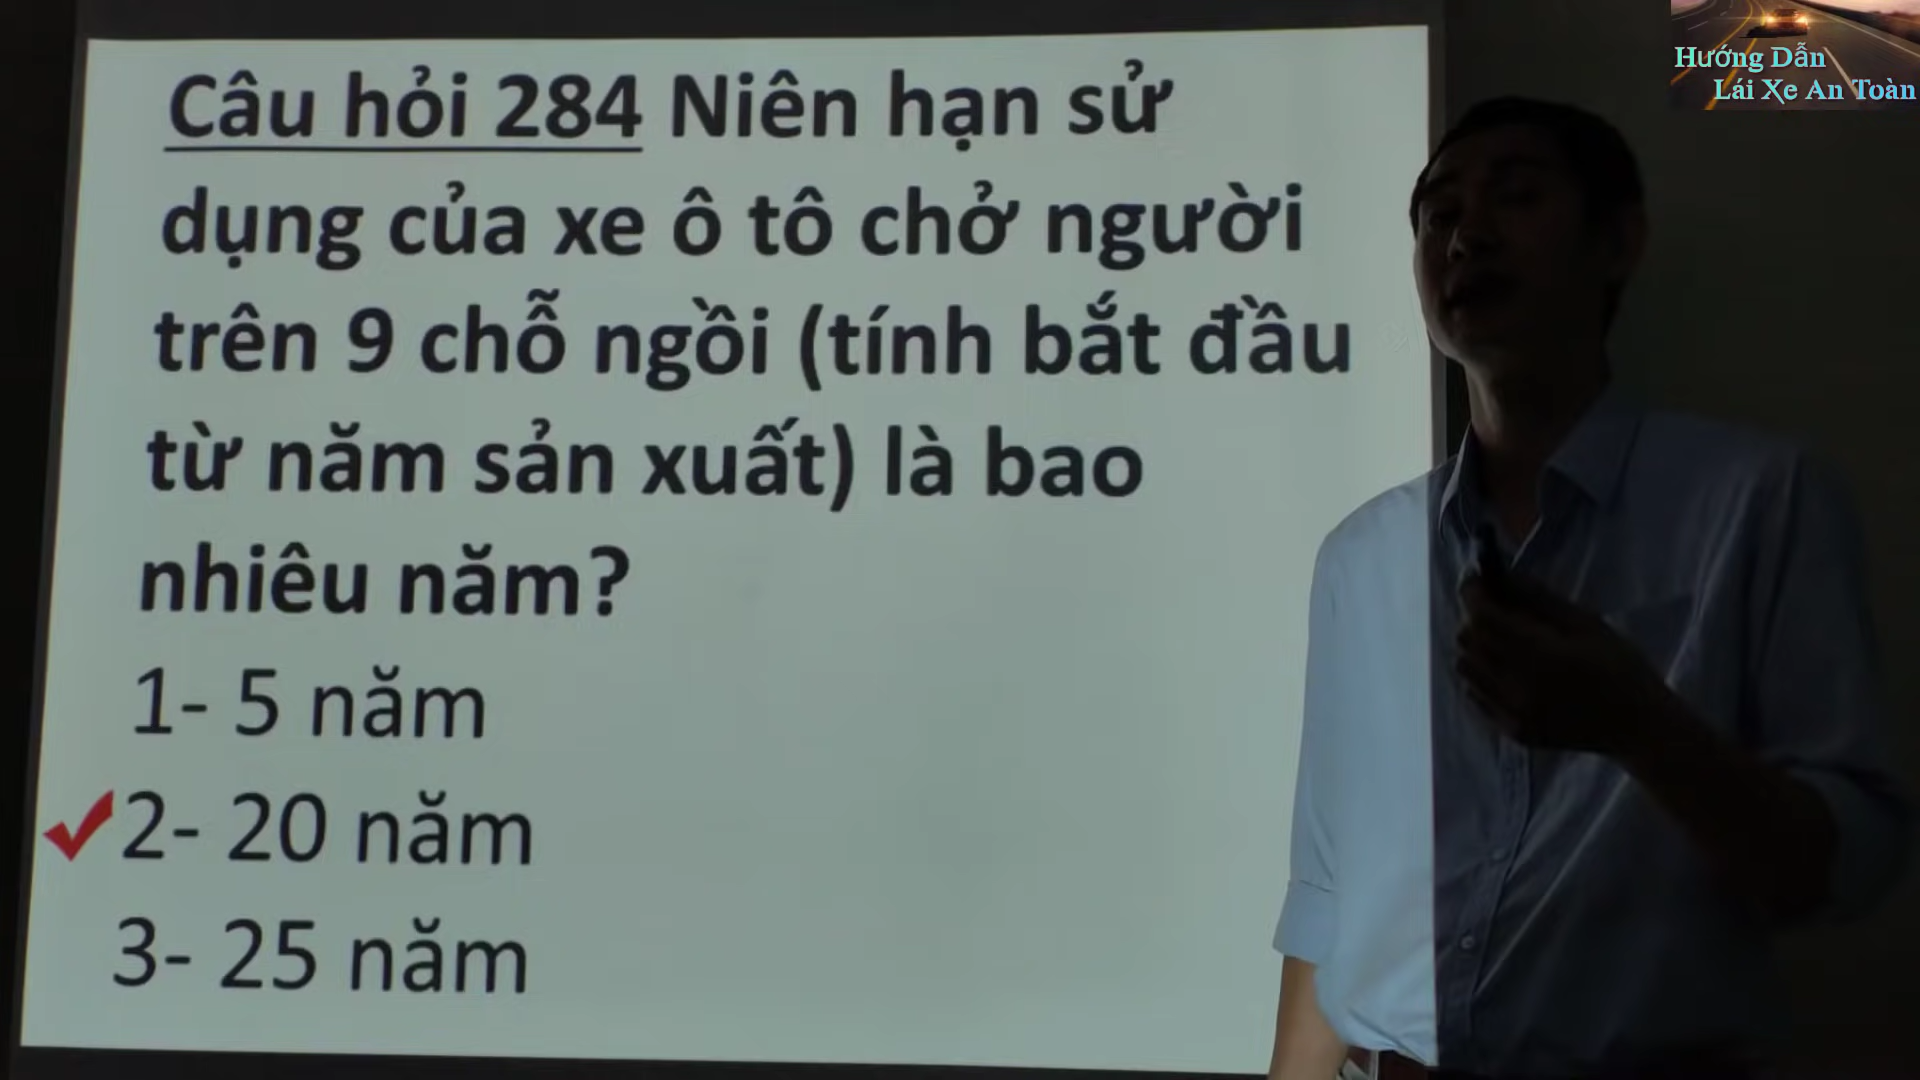 Hướng Dẫn
Lái Xe An Toàn
Câu hỏi 284 Niên hạn sử
dụng của xe ô tô chở người
trên 9 chỗ ngồi (tính bắt đầu
từ năm sản xuất) là bao
nhiêu năm?
1- 5 năm
2- 20 năm
3- 25 năm